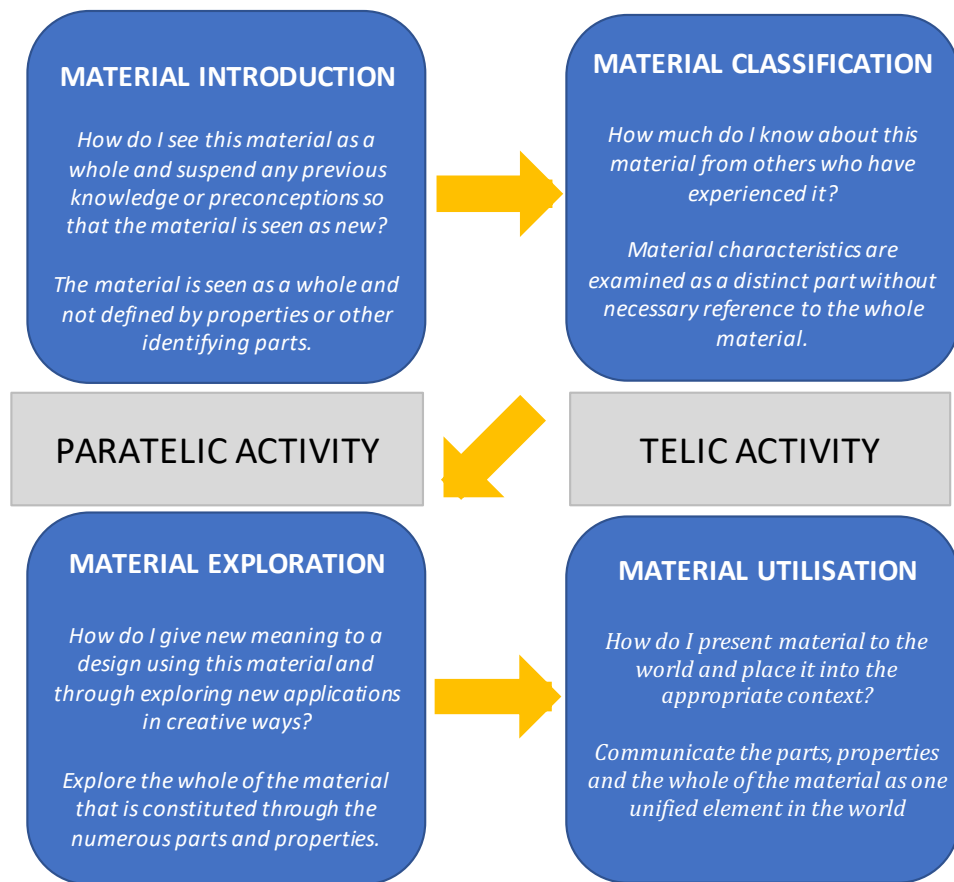 MATERIAL INTRODUCTION
How do I see this material as a
whole and suspend any previous
knowledge or preconceptions so
that the material is seen as new?
The material is seen as a whole and
not defined by properties or other
identifying parts.
MATERIAL CLASSIFICATION
How much do I know about this
material from others who have
experienced it?
Material characteristics are
examined as a distinct part without
necessary reference to the whole
material.
PARATELIC ACTIVITY
TELIC ACTIVITY
MATERIAL EXPLORATION
How do I give new meaning to a
design using this material and
through exploring new applications
in creative ways?
Explore the whole of the material
that is constituted through the
numerous parts and properties.
MATERIAL UTILISATION
How do I present material to the
world and place it into the
appropriate context?
Communicate the parts, properties
and the whole of the material as one
unified element in the world